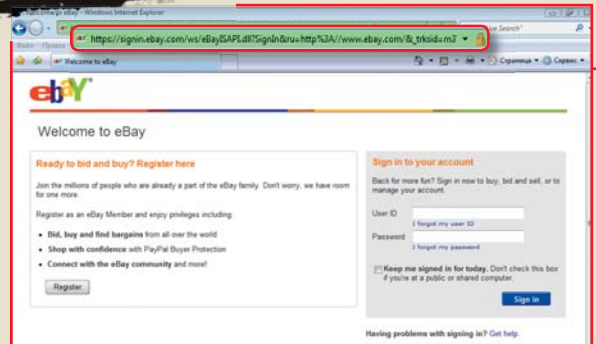 Welcome to eBay - Windows Internet Explorer
https://signin.ebay.com/ws/eBayISAPI.dll?SignIn&ru=http%3A//www.ebay.com/&_trksid=m3
Live Search
Файл Правка
Welcome to eBay
Страница
Сервис
ebY
Welcome to eBay
Ready to bid and buy? Register here
Join the millions of people who are already a part of the eBay family. Don't worry, we have room
for one more.
Register as an eBay Member and enjoy privileges including:
• Bid, buy and find bargains from all over the world
• Shop with confidence with PayPal Buyer Protection
• Connect with the eBay community and more!
Register
Sign in to your account
Back for more fun? Sign in now to buy, bid and sell, or to
manage your account.
User ID
I forgot my user ID
Password
I forgot my password
Keep me signed in for today. Don't check this box
if you're at a public or shared computer.
Sign in
Having problems with signing in? Get help.